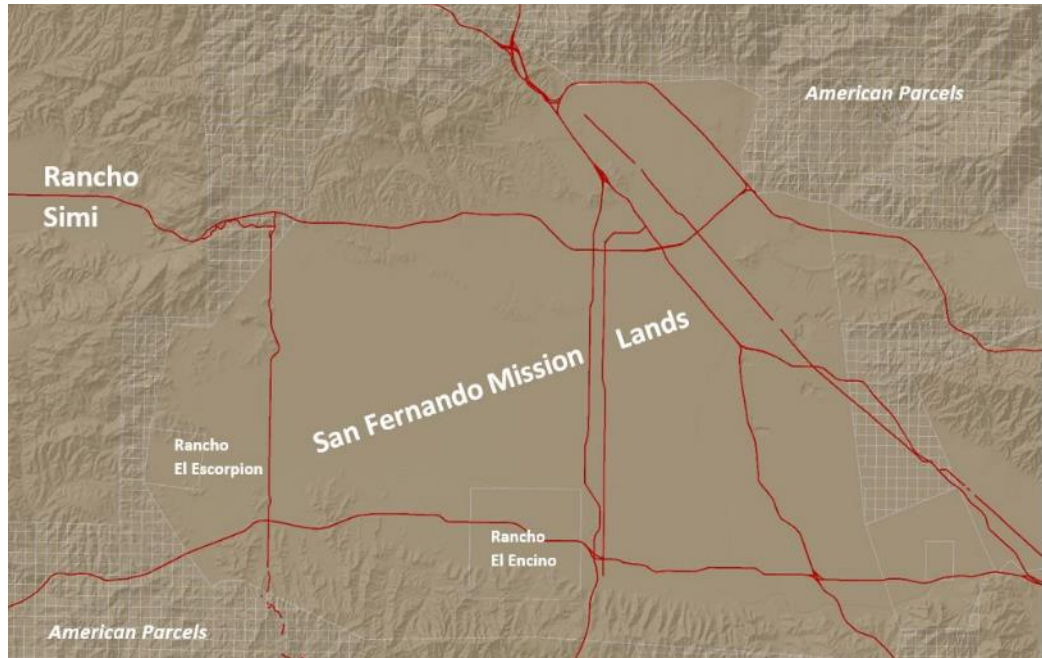 American Parcels
Rancho
Simi
San Fernando Mission Lands
Rancho
El Escorpion
Rancho
El Encino
American Parcels